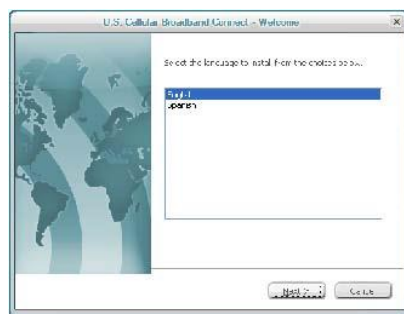 U.S. Cellular Broadband Connect - Welcome
Select the language to install from the choices below.
English
Spanish
Next >
Cancel